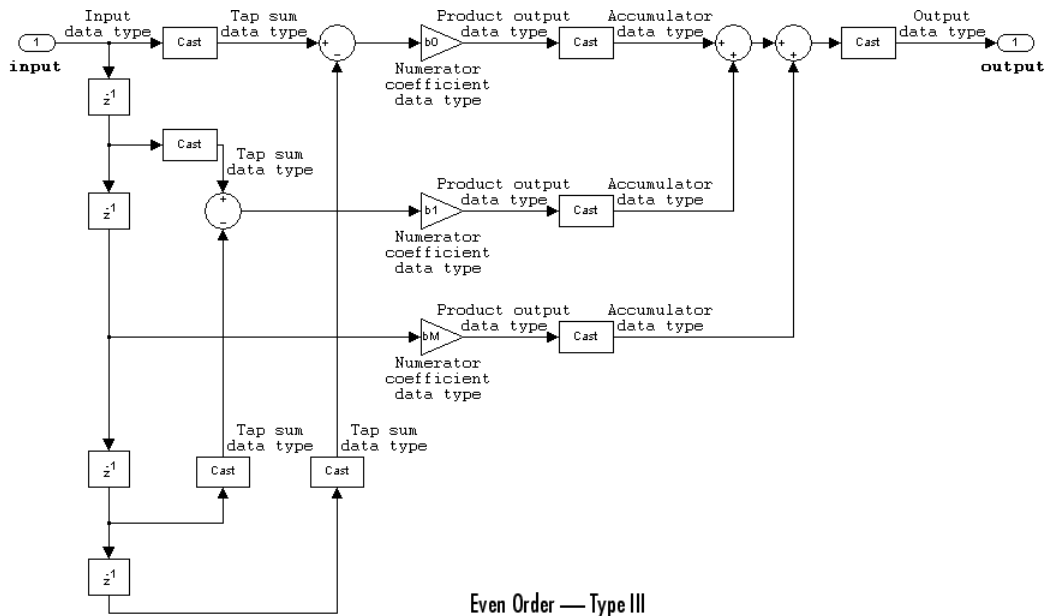 Input
data type
Tap sum
data type
Product output
data type
Accumulator
data type
Output
data type
1
input
Cast
+
−
b0
Cast
+
+
+
+
Cast
1
output
Numerator
coefficient
data type
z-1
Cast
Tap sum
data type
z-1
+
−
Product output
data type
Accumulator
data type
b1
Cast
Numerator
coefficient
data type
Product output
data type
Accumulator
data type
bM
Cast
Numerator
coefficient
data type
Tap sum
data type
Tap sum
data type
z-1
Cast
Cast
z-1
Even Order — Type III